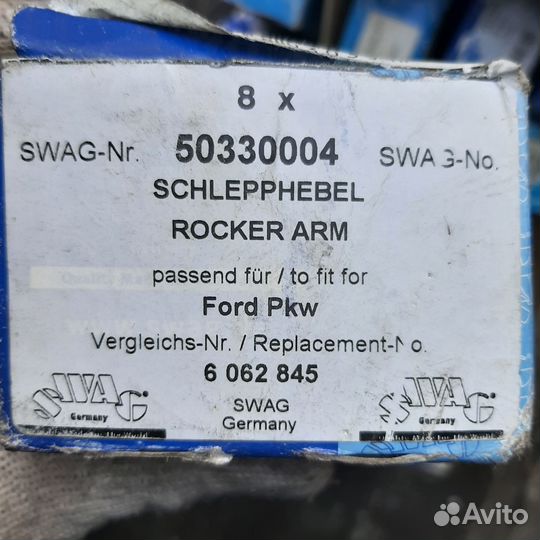 8 x
SWAG-Nr. 50330004 SWAG-No.
SCHLEPPHEBEL
ROCKER ARM
passend für / to fit for
Ford Pkw
Vergleichs-Nr. / Replacement-No.
6 062 845
SWAG
Germany
SWAG
Germany
SWAG
Germany
Avito